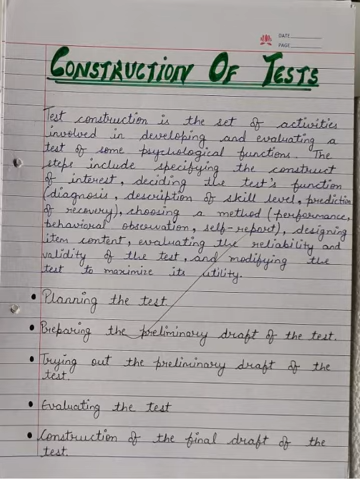 DATE
PAGE
CONSTRUCTION OF TESTS
Test construction is the set of activities
involved in developing and evaluating a
test of some psychological functions. The
steps include specifying the construct
of interest, deciding the test's function
(diagnosis, description of skill level, prediction
of recovery), choosing a method (performance,
behavioral observation, self-report), designing
item content, evaluating the reliability and
validity of the test, and modifying the
test to maximise its utility.
• Planning the test
• Preparing the preliminary draft of the test.
• Trying out the preliminary draft of the
test.
• Evaluating the test
• Construction of the final draft of the
test.